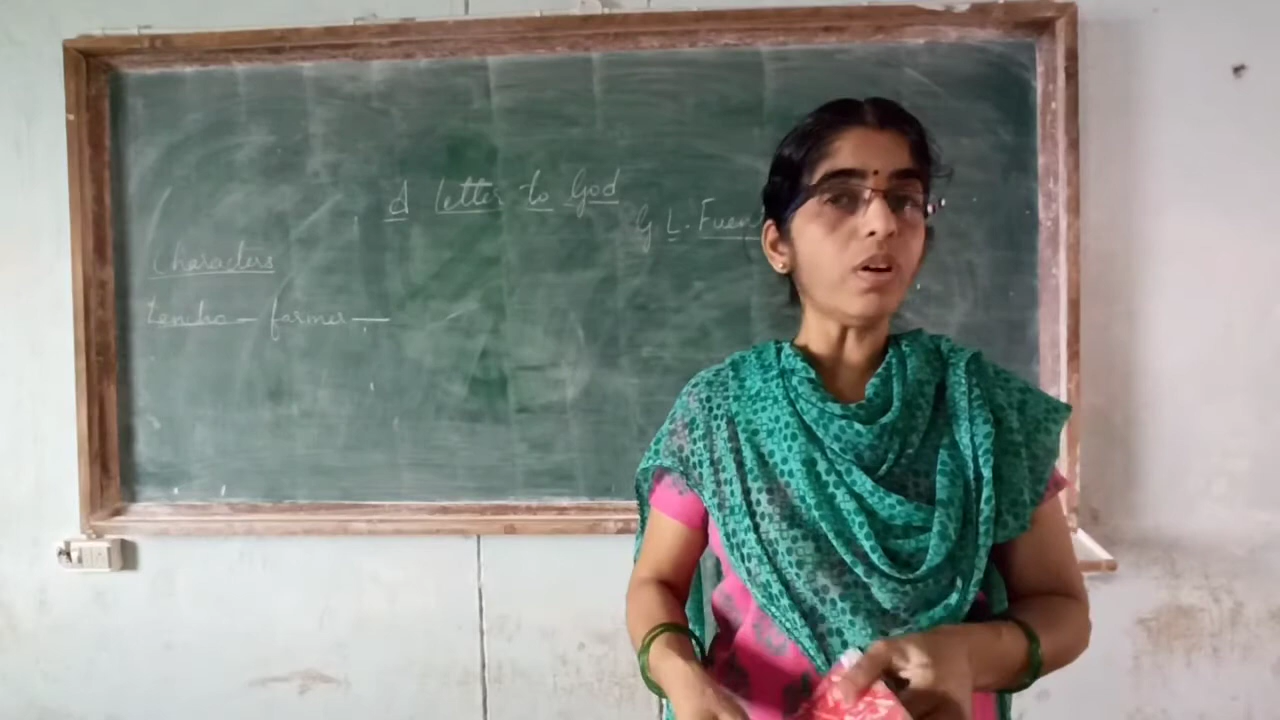 A Letter to God
G L. Fuen
Characters
Lencho - farmer -